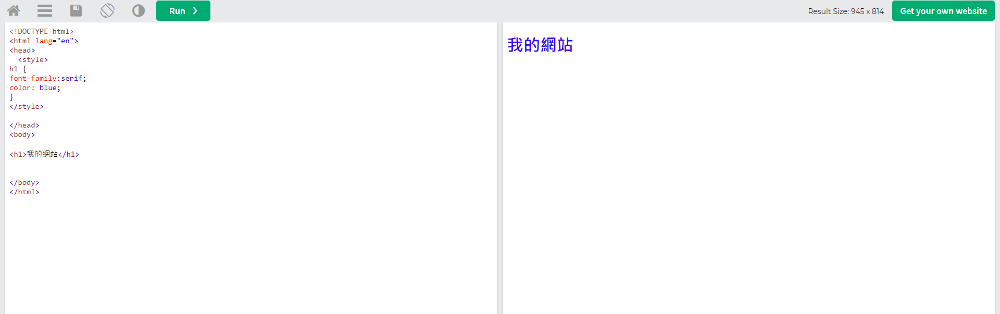 Run ❯
Result Size: 945 x 814
Get your own website
<!DOCTYPE html>
<html lang="en">
<head>
  <style>
h1 {
font-family:serif;
color: blue;
}
</style>
</head>
<body>
<h1>我的網站</h1>
</body>
</html>
我的網站